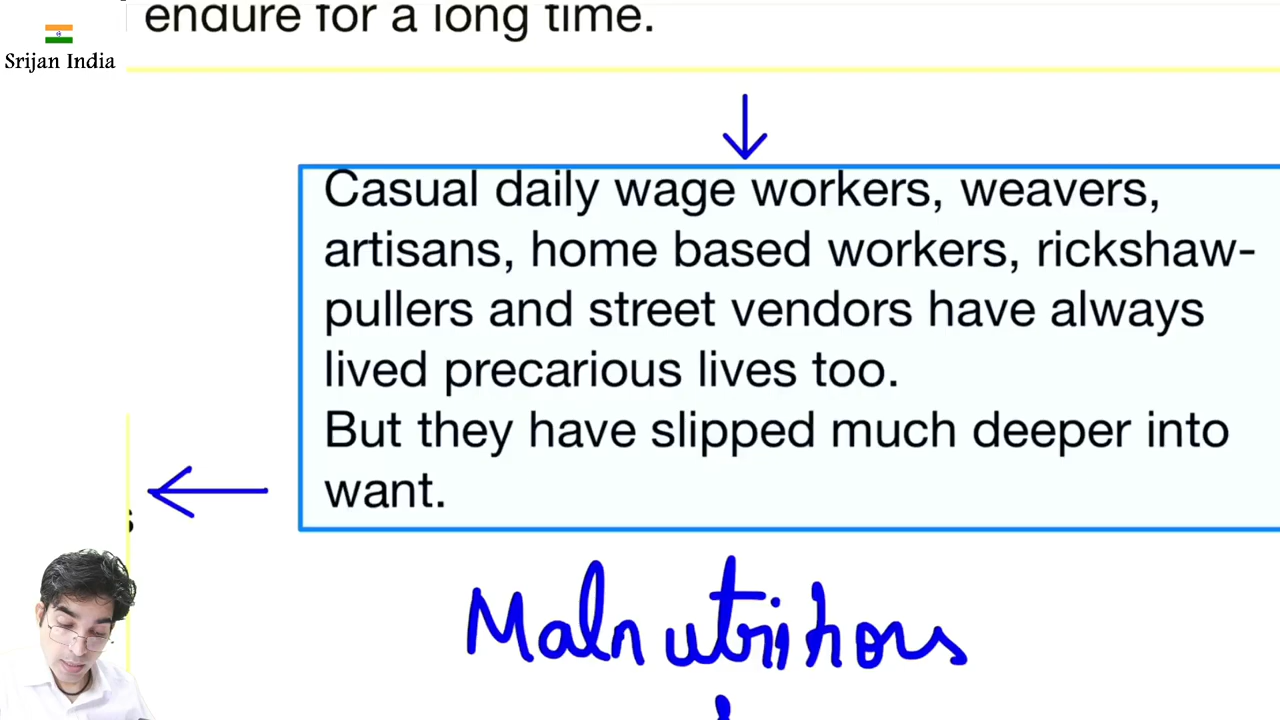 endure for a long time.
Srijan India
Casual daily wage workers, weavers,
artisans, home based workers, rickshaw-
pullers and street vendors have always
lived precarious lives too.
But they have slipped much deeper into
want.
s
Malnutritions